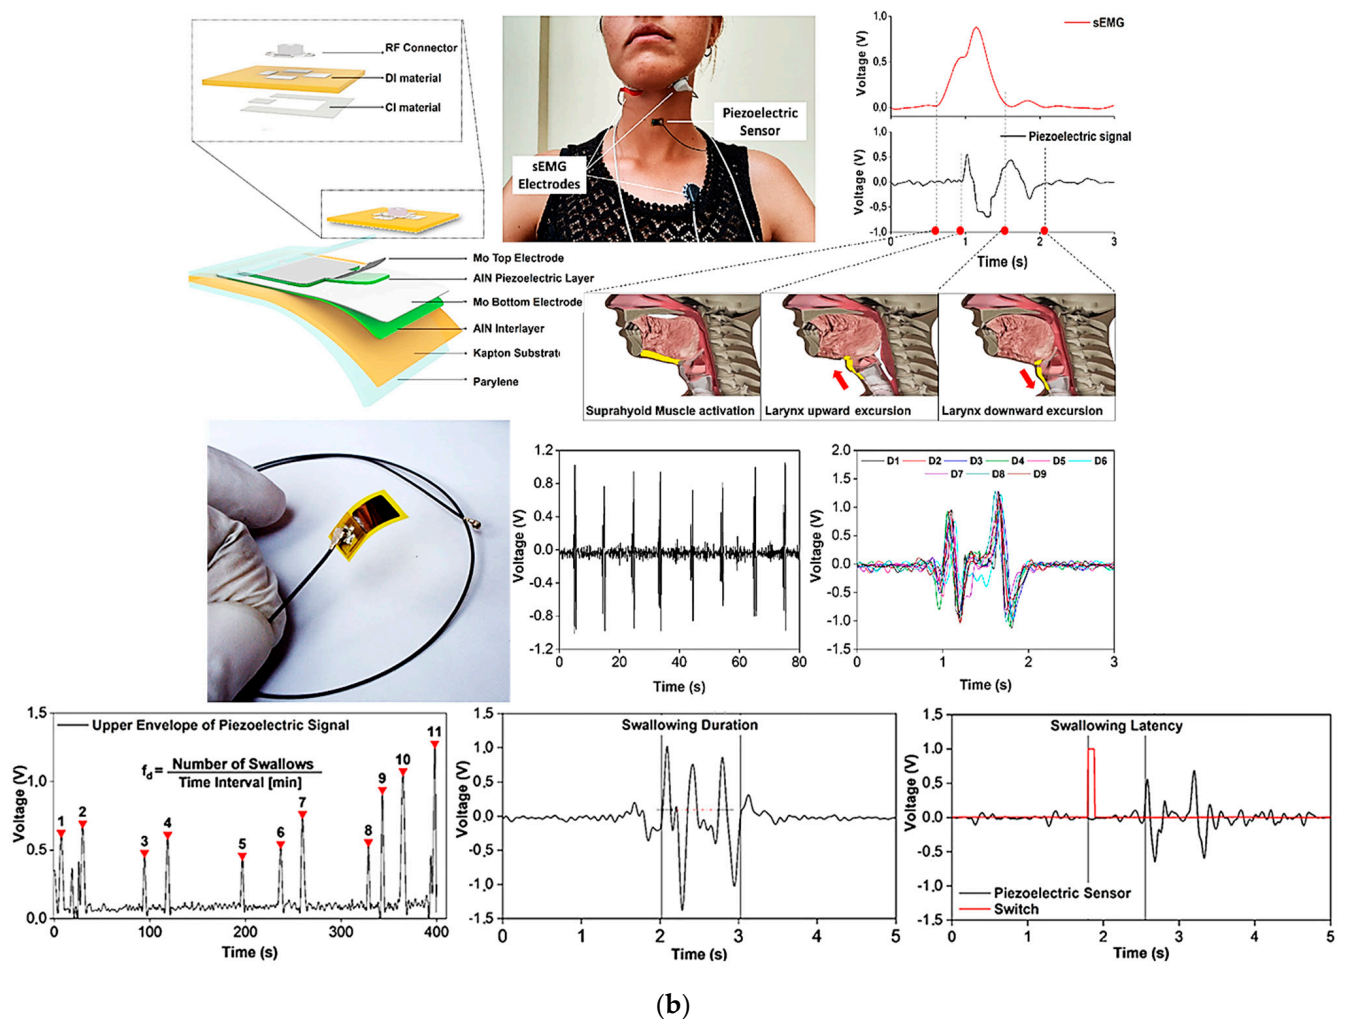 RF Connector
DI material
CI material
Mo Top Electrode
AIN Piezoelectric Layer
Mo Bottom Electrode
AIN Interlayer
Kapton Substrate
Parylene
Piezoelectric
Sensor
sEMG
Electrodes
sEMG
Voltage (V)
1.0
0.5
0.0
Piezoelectric signal
Voltage (V)
1.0
0.5
0.0
-0.5
-1.0
0 1 2 3
Time (s)
Suprahyoid Muscle activation
Larynx upward excursion
Larynx downward excursion
Voltage (V)
1.2
0.8
0.4
0.0
-0.4
-0.8
-1.2
0 20 40 60 80
Time (s)
Voltage (V)
2.0
1.5
1.0
0.5
0.0
-0.5
-1.0
-1.5
D1 D2 D3 D4 D5 D6
D7 D8 D9
0 1 2 3
Time (s)
Voltage (V)
1.5
1.0
0.5
0.0
Upper Envelope of Piezoelectric Signal
fd = Number of Swallows
Time Interval [min]
1 2 3 4 5 6 7 8 9 10 11
0 100 200 300 400
Time (s)
Swallowing Duration
Voltage (V)
1.5
1.0
0.5
0.0
-0.5
-1.0
-1.5
0 1 2 3 4 5
Time (s)
Swallowing Latency
Voltage (V)
1.5
1.0
0.5
0.0
-0.5
-1.0
-1.5
Piezoelectric Sensor
Switch
0 1 2 3 4 5
Time (s)
(b)